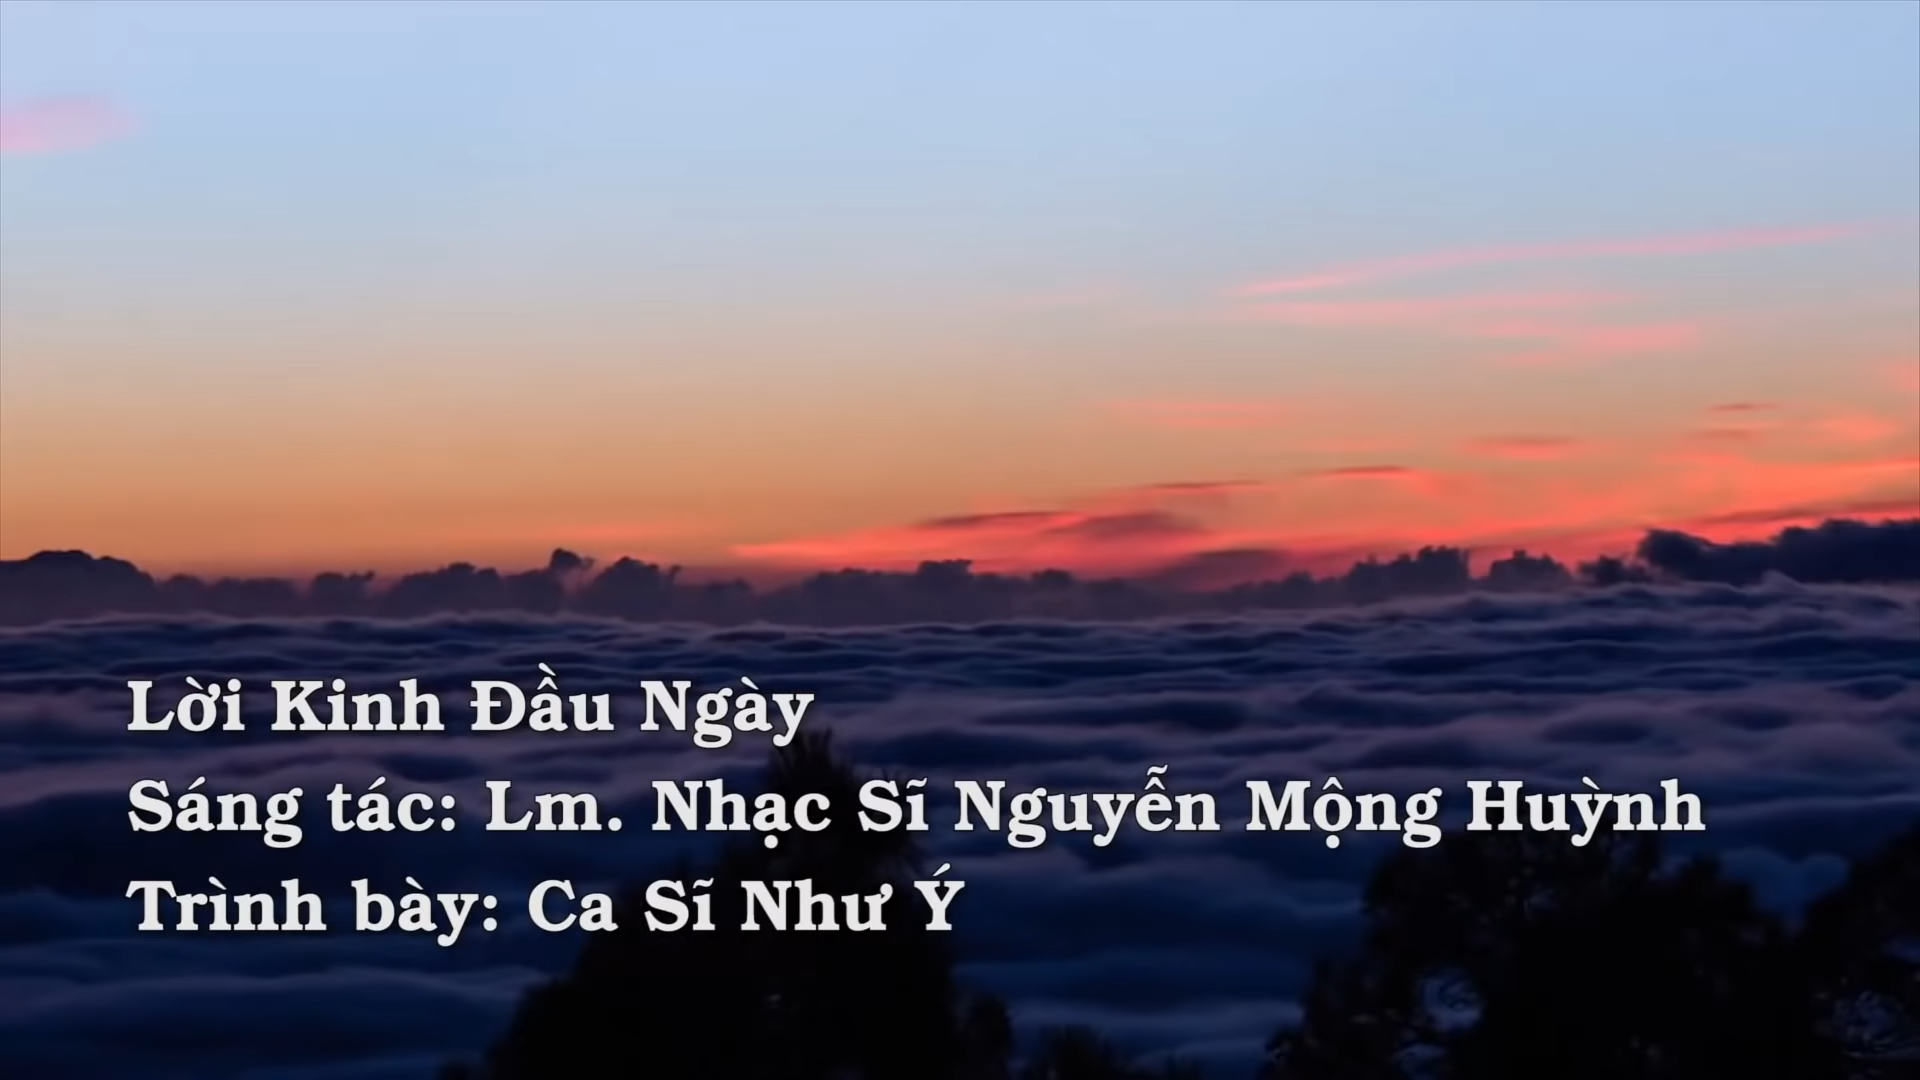 Lời Kinh Đầu Ngày
Sáng tác: Lm. Nhạc Sĩ Nguyễn Mộng Huỳnh
Trình bày: Ca Sĩ Như Ý